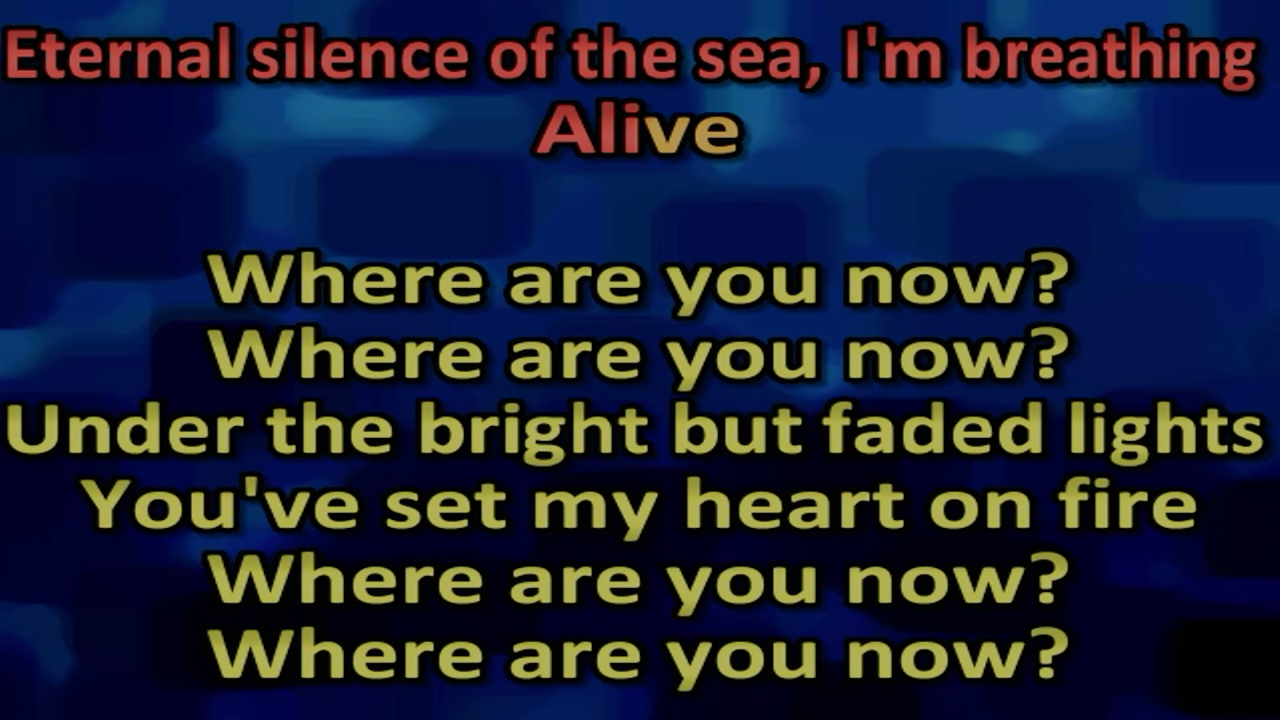 Eternal silence of the sea, I'm breathing
Alive
Where are you now?
Where are you now?
Under the bright but faded lights
You've set my heart on fire
Where are you now?
Where are you now?